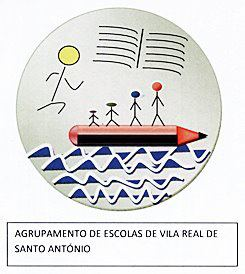 AGRUPAMENTO DE ESCOLAS DE VILA REAL DE
SANTO ANTÓNIO